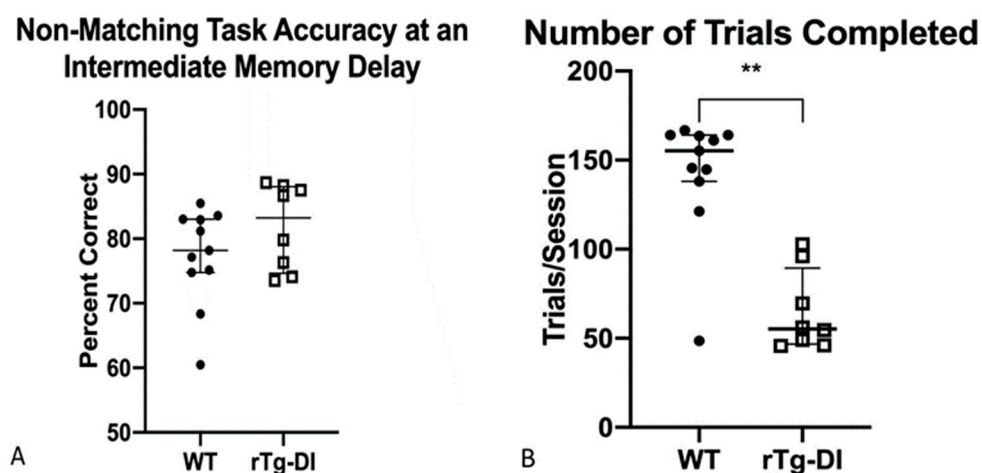 Non-Matching Task Accuracy at an
Intermediate Memory Delay
Percent Correct
100
90
80
70
60
50
WT
rTg-DI
A
Number of Trials Completed
**
Trials/Session
200
150
100
50
0
WT
rTg-DI
B